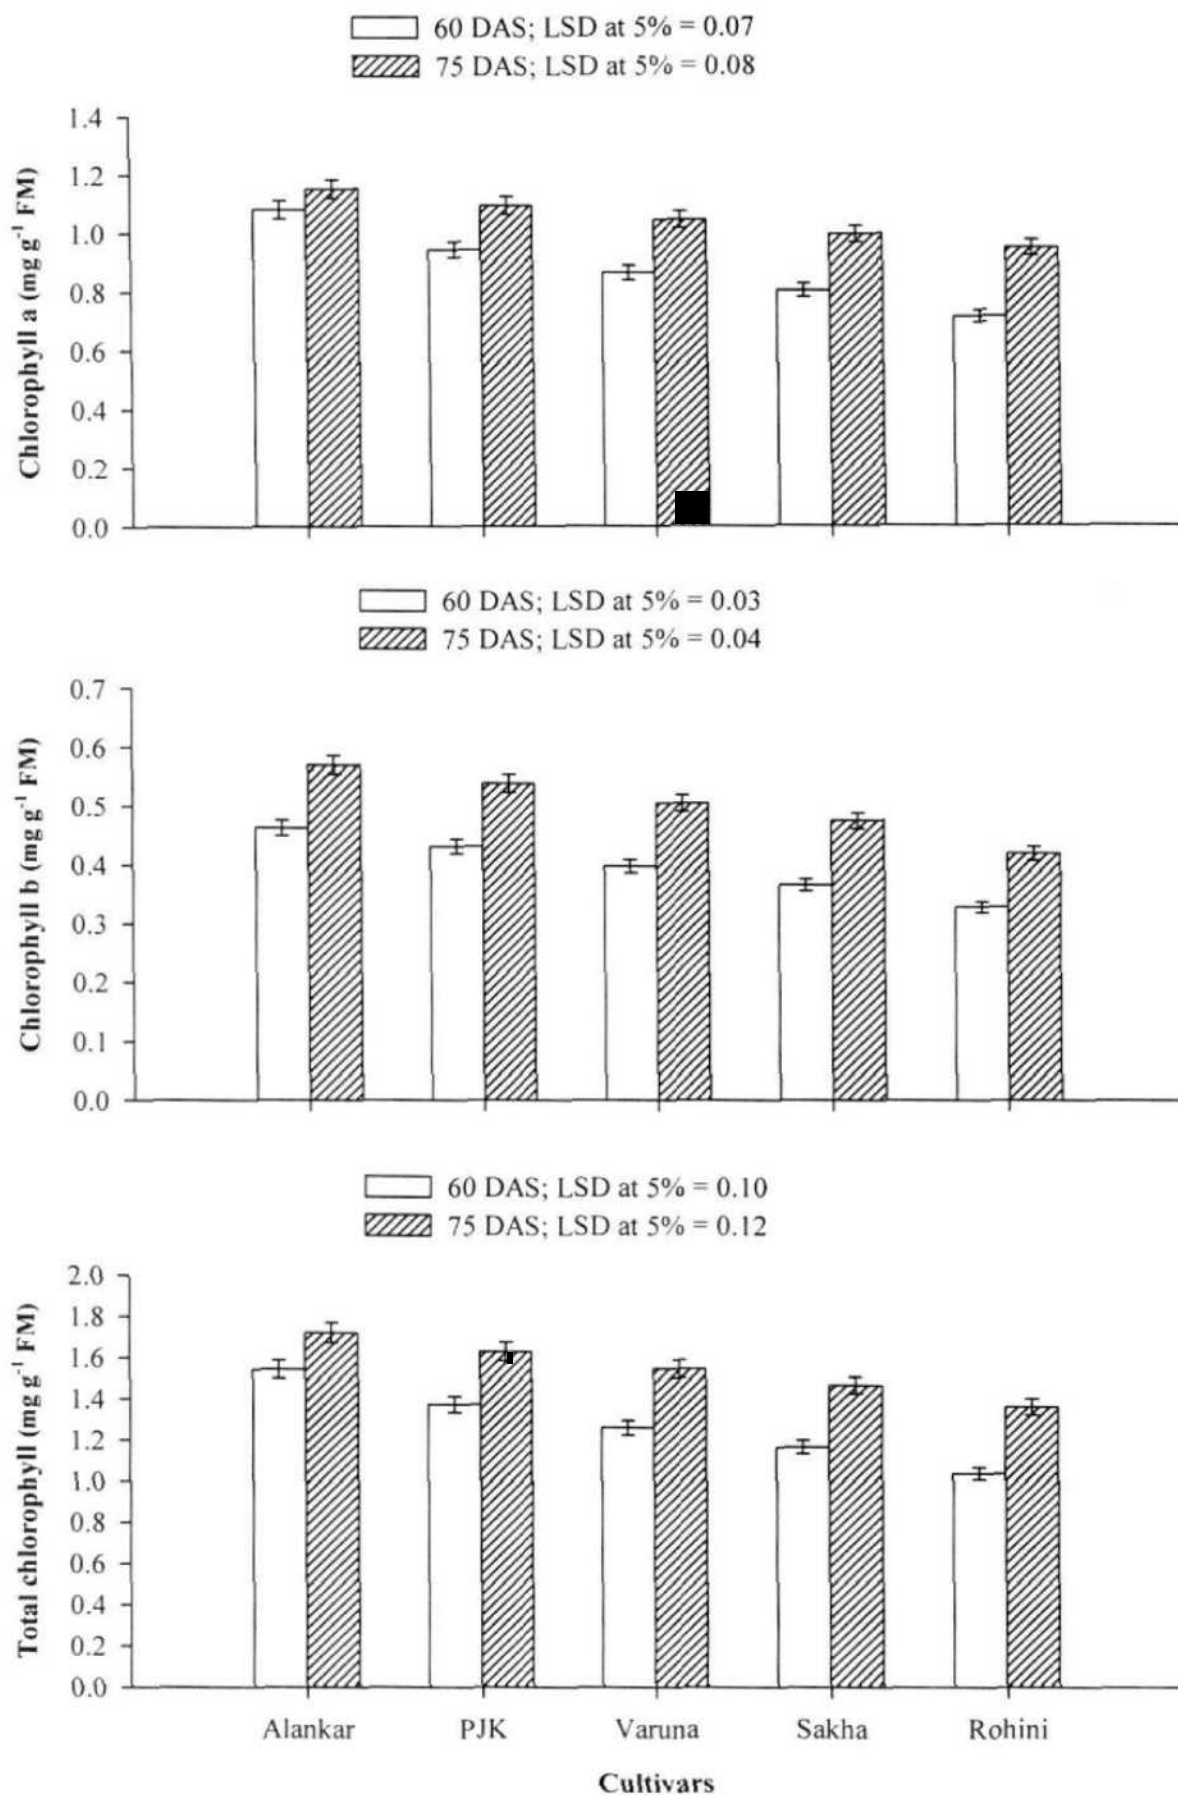 60 DAS; LSD at 5% = 0.07
75 DAS; LSD at 5% = 0.08
Chlorophyll a (mg g⁻¹ FM)
1.4
1.2
1.0
0.8
0.6
0.4
0.2
0.0
60 DAS; LSD at 5% = 0.03
75 DAS; LSD at 5% = 0.04
Chlorophyll b (mg g⁻¹ FM)
0.7
0.6
0.5
0.4
0.3
0.2
0.1
0.0
60 DAS; LSD at 5% = 0.10
75 DAS; LSD at 5% = 0.12
Total chlorophyll (mg g⁻¹ FM)
2.0
1.8
1.6
1.4
1.2
1.0
0.8
0.6
0.4
0.2
0.0
Alankar PJK Varuna Sakha Rohini
Cultivars